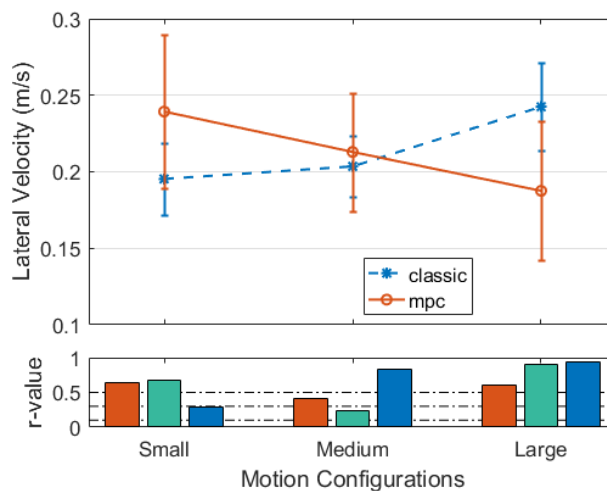 0.3
0.25
0.2
0.15
0.1
Lateral Velocity (m/s)
classic
mpc
1
0.5
0
r-value
Small Medium Large
Motion Configurations